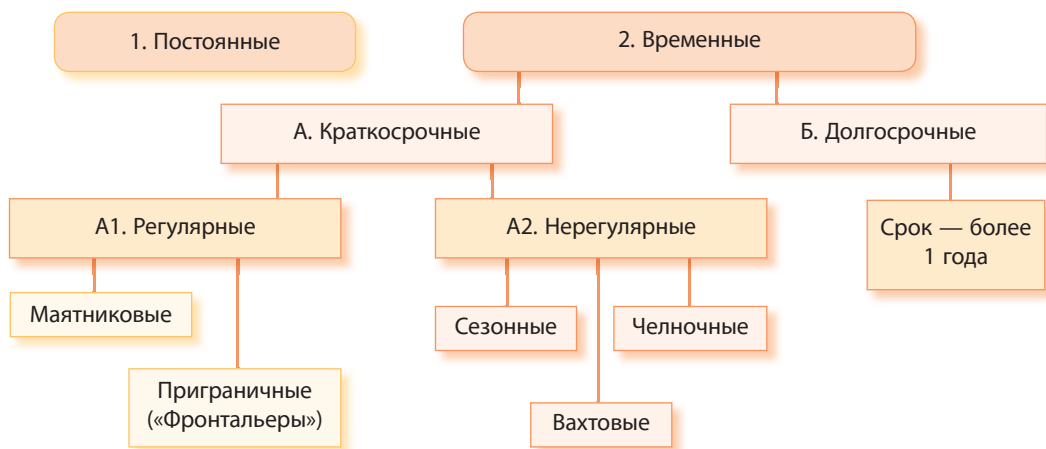 1. Постоянные
2. Временные
А. Краткосрочные
Б. Долгосрочные
А1. Регулярные
А2. Нерегулярные
Срок — более
1 года
Маятниковые
Сезонные
Челночные
Приграничные
(«Фронтальеры»)
Вахтовые